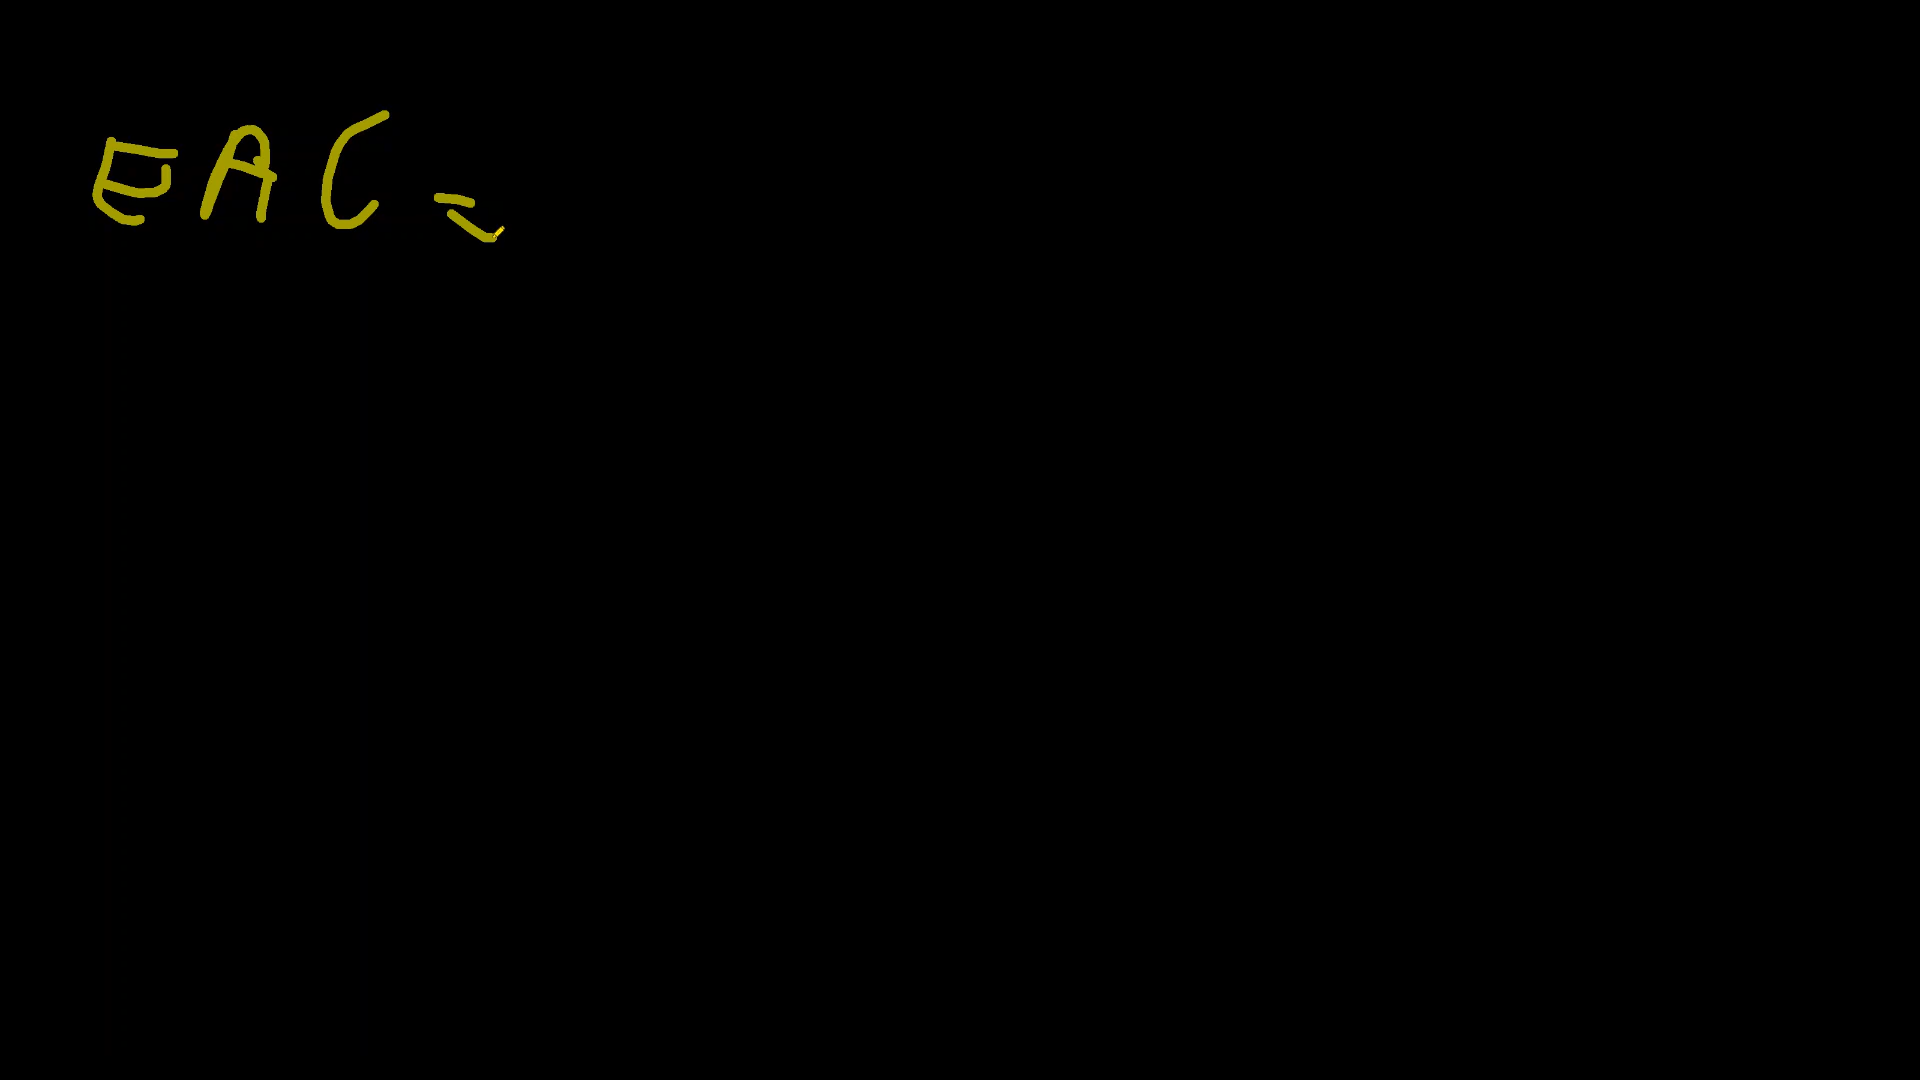 EAC =